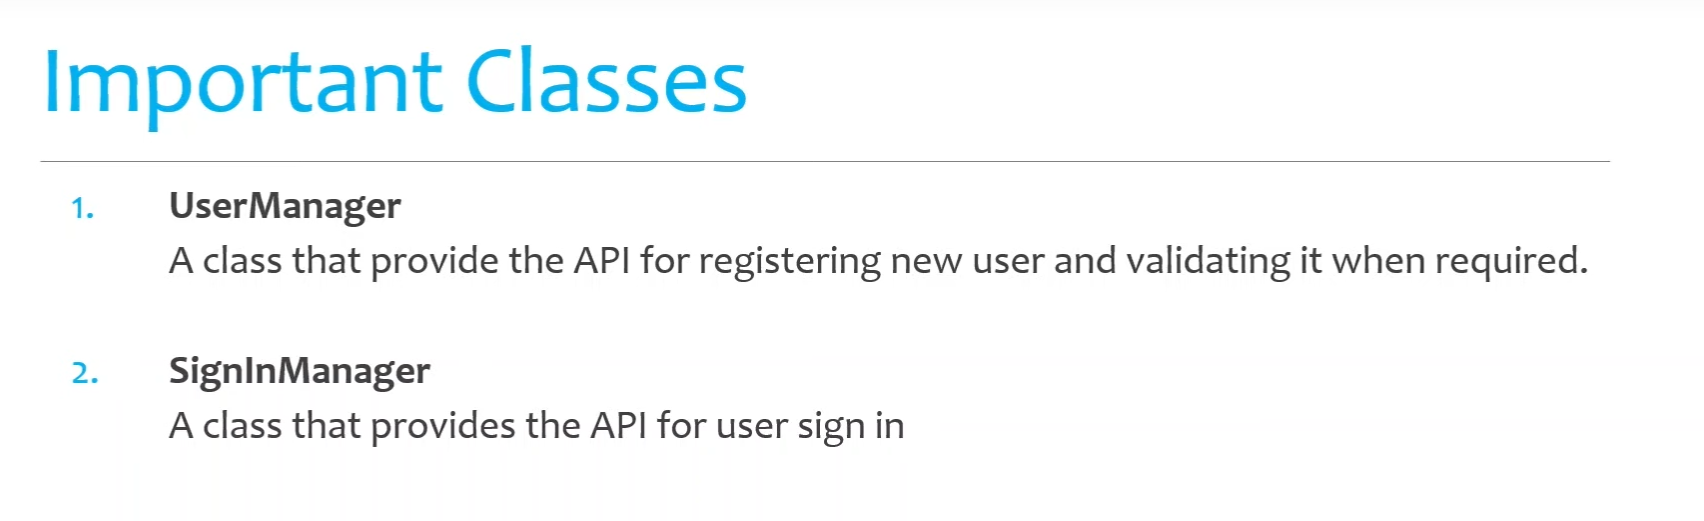 Important Classes
1. UserManager
A class that provide the API for registering new user and validating it when required.
2. SignInManager
A class that provides the API for user sign in